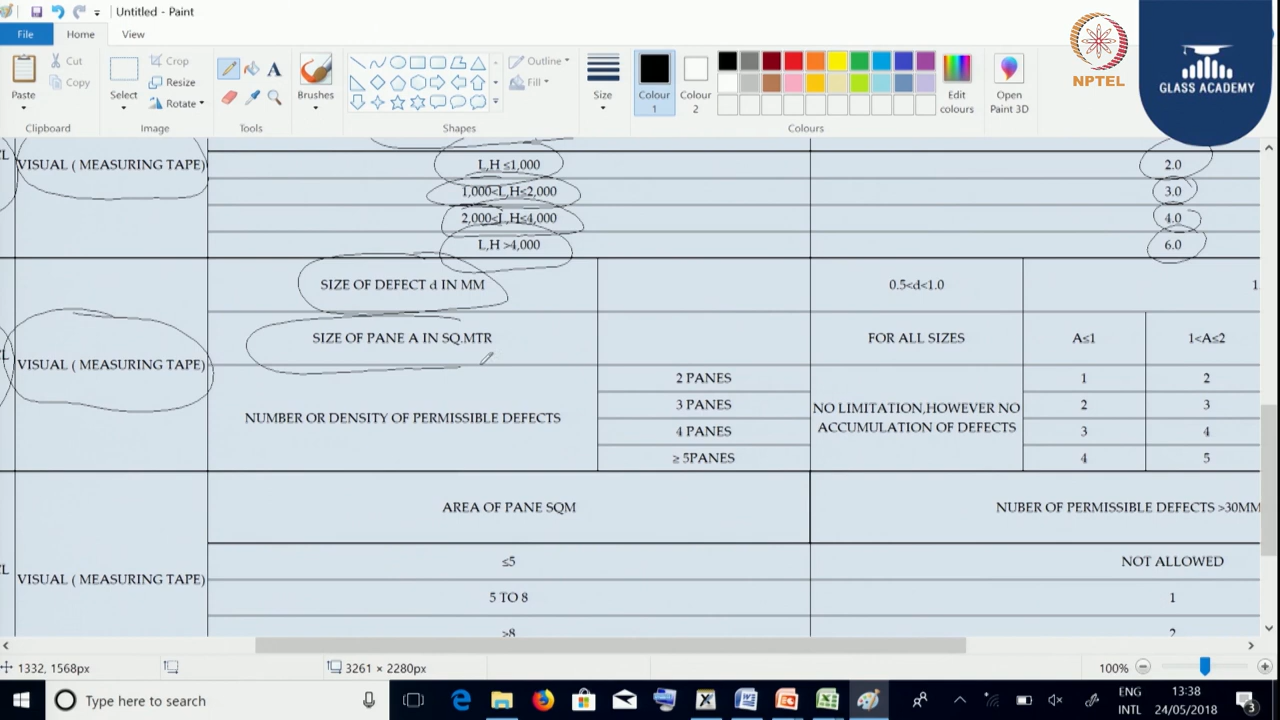 Untitled - Paint
File Home View
Paste Cut Copy Clipboard
Select Crop Resize Rotate Image
Tools
Brushes
Shapes Outline Fill
Size
Colour 1 Colour 2 Edit colours Colours
Open Paint 3D
NPTEL
GLASS ACADEMY
CL VISUAL ( MEASURING TAPE) L,H ≤1,000 2.0
1,000<L,H≤2,000 3.0
2,000<L,H≤4,000 4.0
L,H >4,000 6.0
SIZE OF DEFECT d IN MM 0.5<d<1.0 1.
SIZE OF PANE A IN SQ.MTR FOR ALL SIZES A≤1 1<A≤2
CL VISUAL ( MEASURING TAPE)
NUMBER OR DENSITY OF PERMISSIBLE DEFECTS
2 PANES 1 2
3 PANES 2 3
NO LIMITATION,HOWEVER NO
ACCUMULATION OF DEFECTS
4 PANES 3 4
≥ 5PANES 4 5
AREA OF PANE SQM NUBER OF PERMISSIBLE DEFECTS >30MM
≤5 NOT ALLOWED
CL VISUAL ( MEASURING TAPE)
5 TO 8 1
>8 2
1332, 1568px 3261 × 2280px 100%
Type here to search
ENG
INTL
13:38
24/05/2018
3